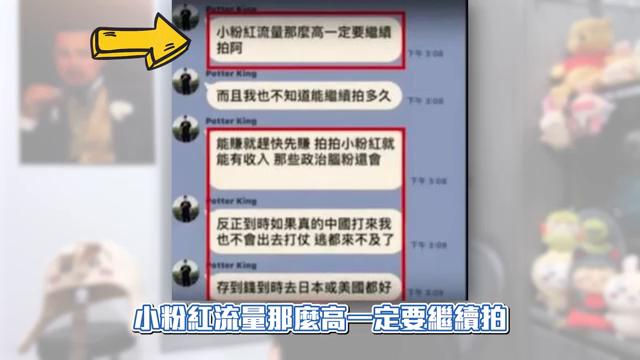 小粉紅流量那麼高一定要繼續
拍阿
下午 3:08
Potter King
而且我也不知道能繼續拍多久
下午 3:08
Potter King
能賺就趕快先賺 拍拍小粉紅就
能有收入 那些政治腦粉還會
下午 3:08
Potter King
反正到時如果真的中國打來我
也不會出去打仗 逃都來不及了
下午 3:09
Potter King
存到錢到時去日本或美國都好
下午 3:09
小粉紅流量那麼高一定要繼續拍